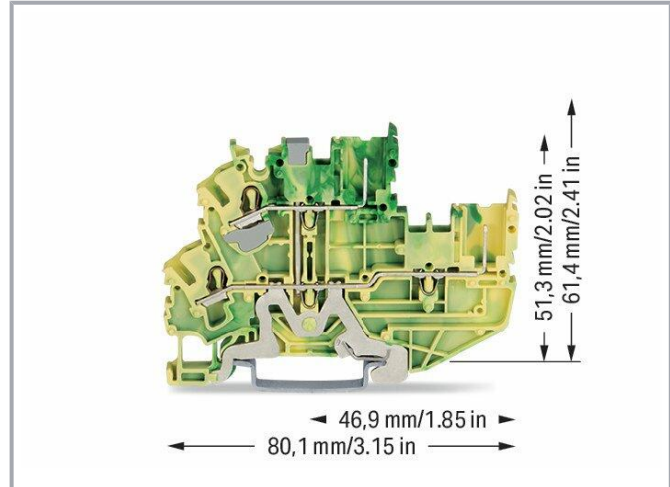 51,3 mm/2.02 in
61,4 mm/2.41 in
46,9 mm/1.85 in
80,1 mm/3.15 in